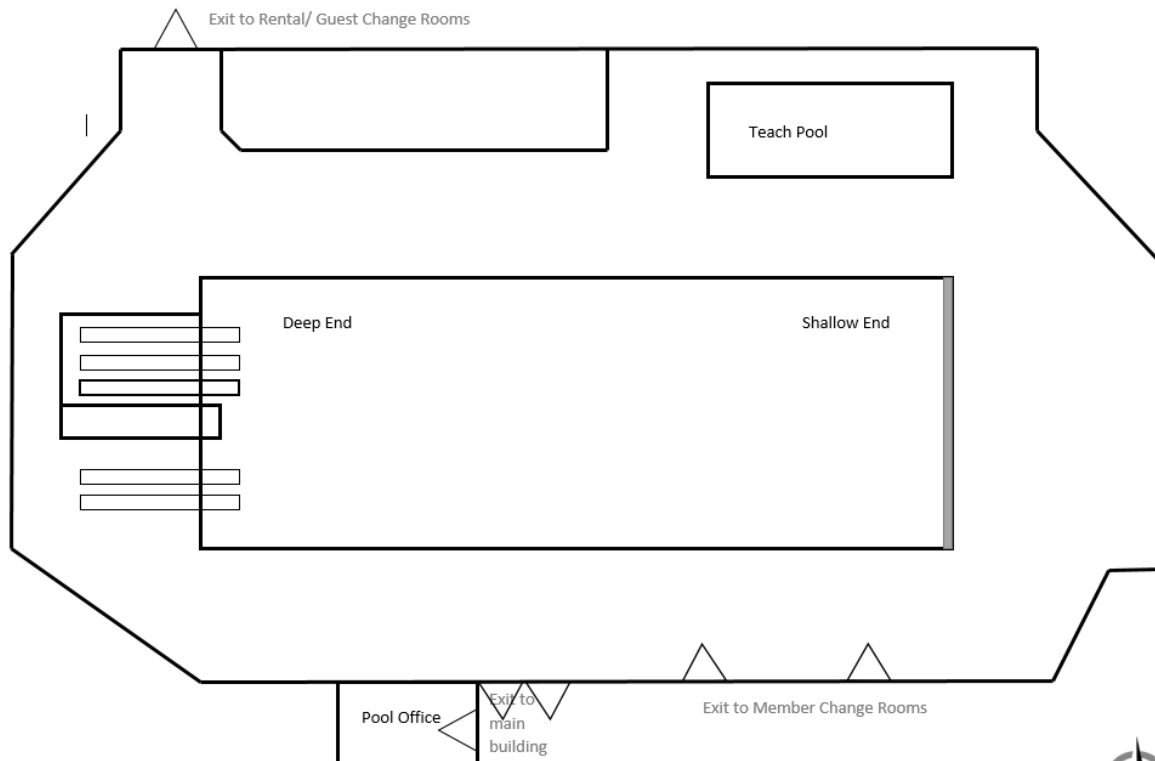 Exit to Rental/ Guest Change Rooms
Teach Pool
Deep End
Shallow End
Pool Office
Exit to
main
building
Exit to Member Change Rooms